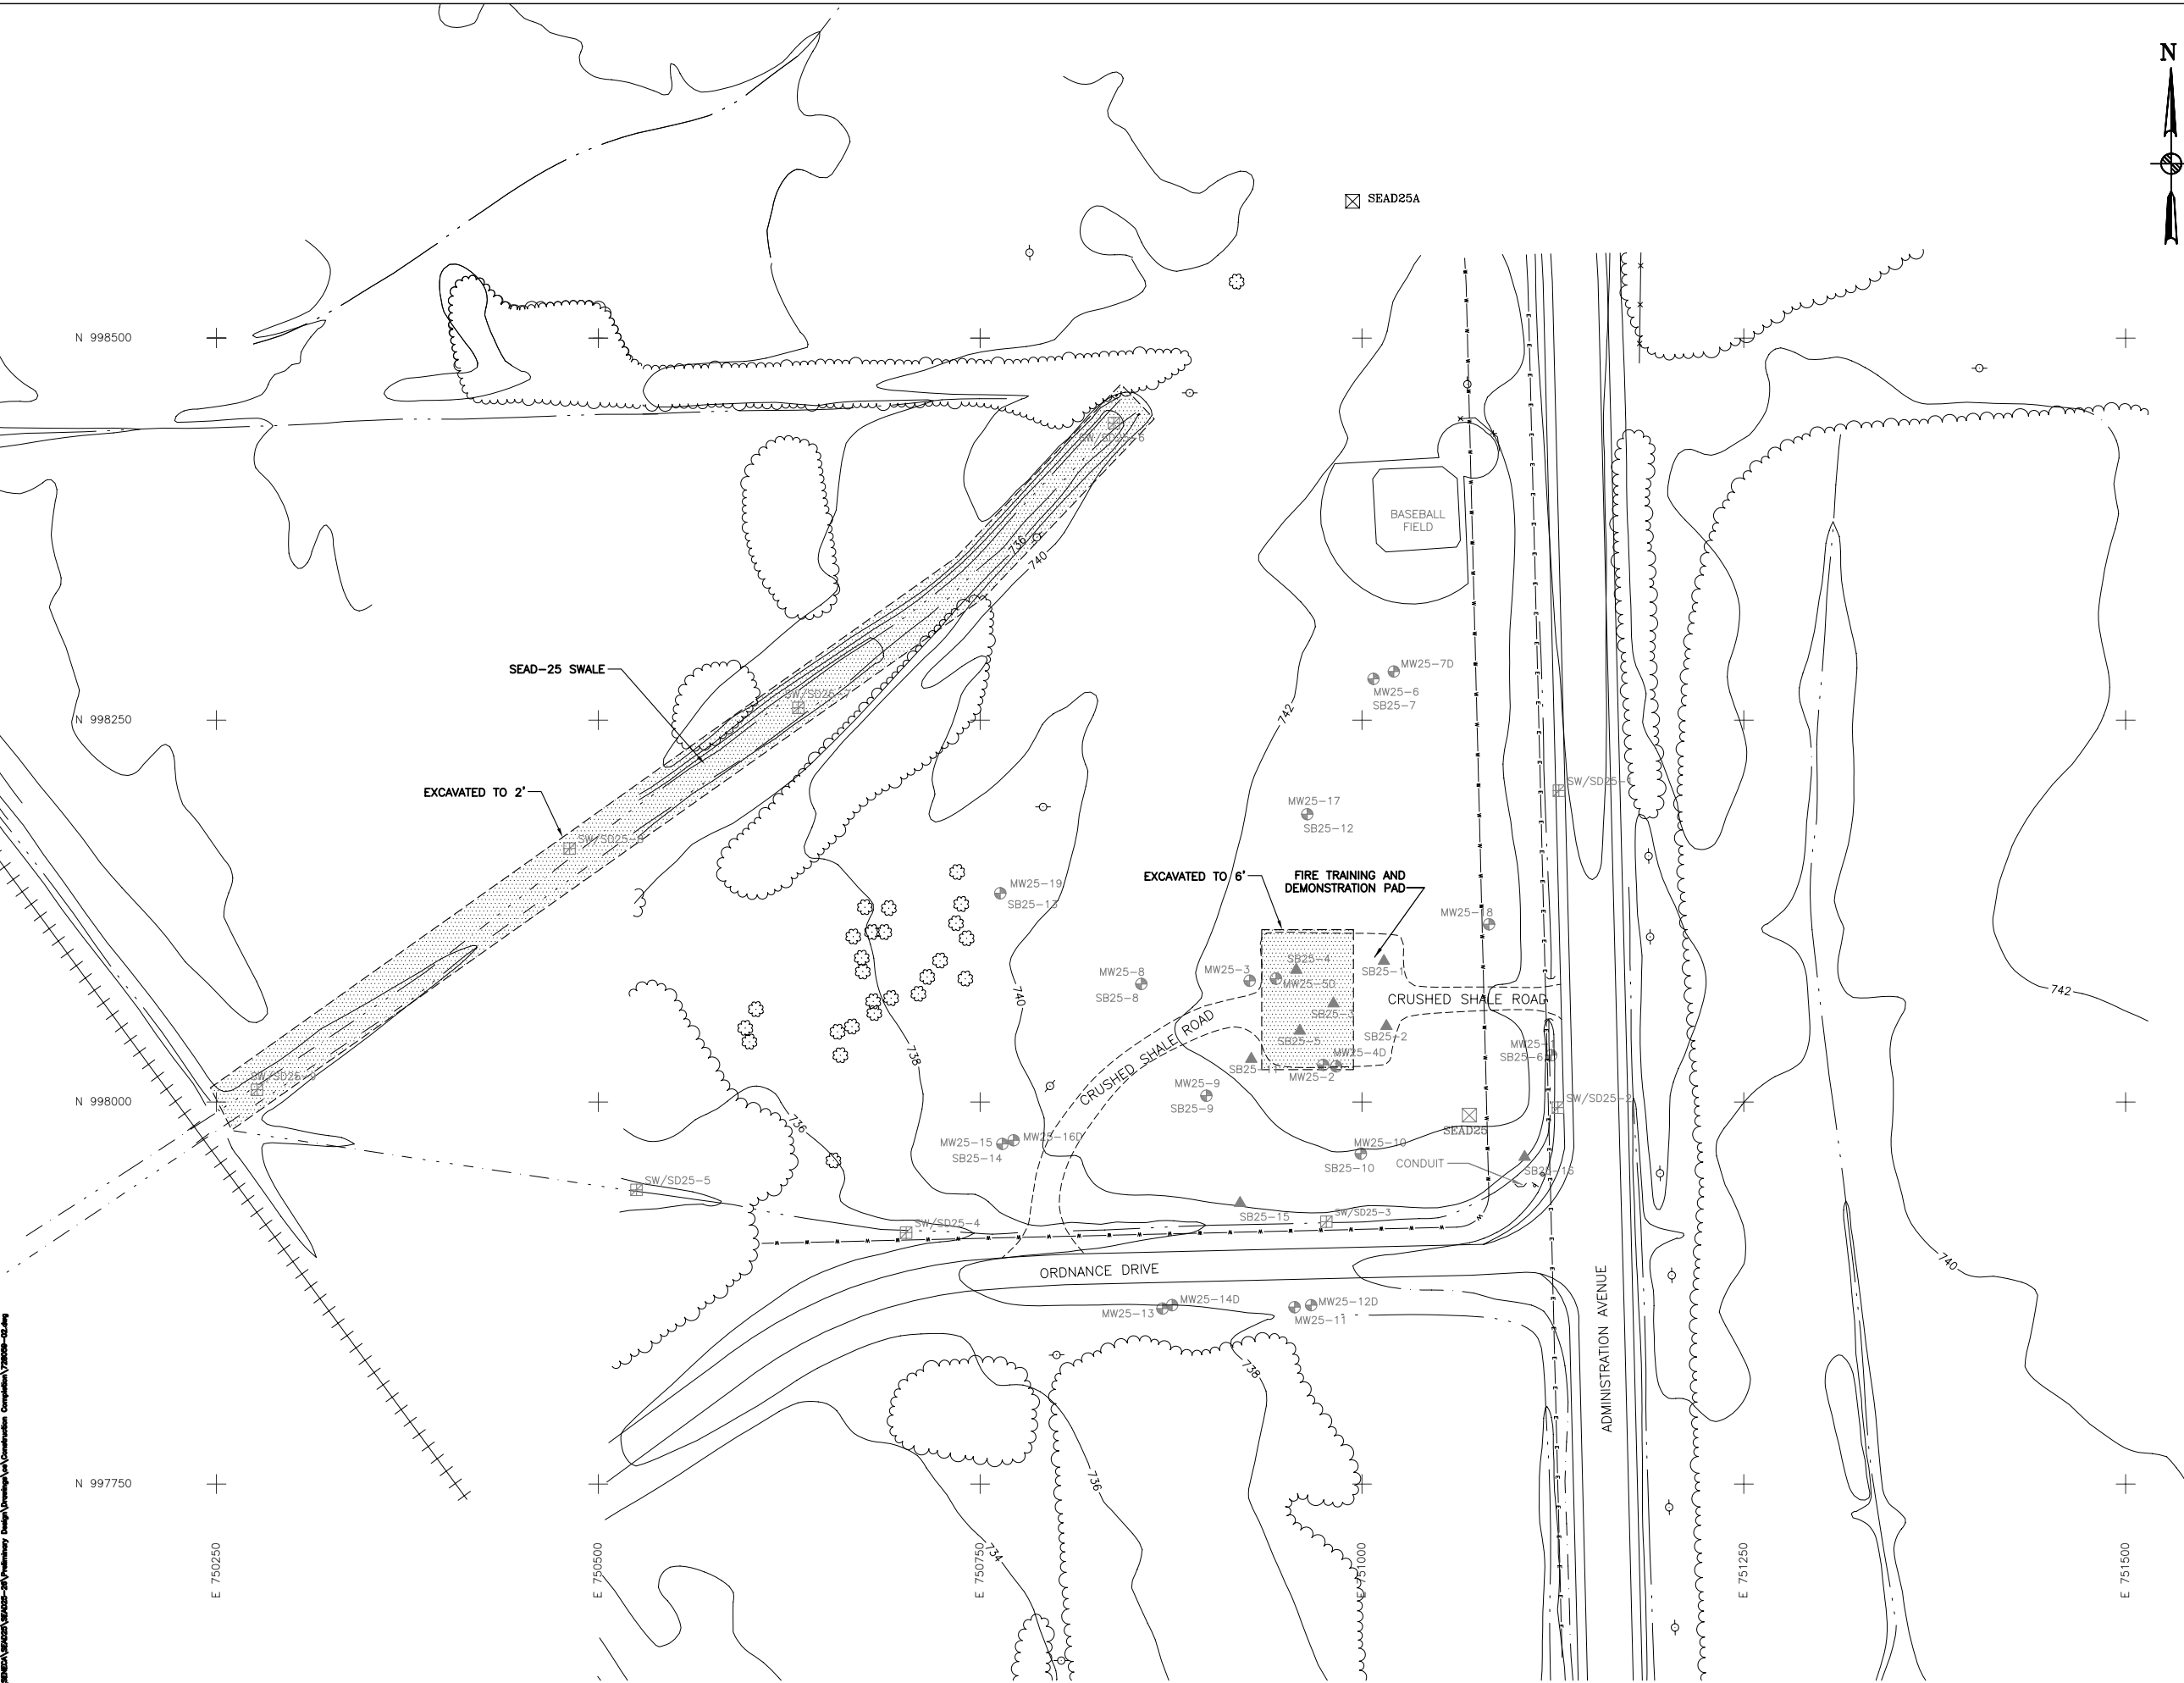 N
SEAD25A
N 998500
SW/SD25-6
BASEBALL
FIELD
736
740
SEAD-25 SWALE
MW25-7D
MW25-6
SB25-7
SW/SD25-7
N 998250
742
EXCAVATED TO 2'
SW/SD25-1
MW25-17
SB25-12
EXCAVATED TO 6'
FIRE TRAINING AND
DEMONSTRATION PAD
MW25-19
SB25-13
MW25-18
MW25-8
SB25-8
MW25-3
SB25-4
MW25-5D
SB25-1
740
CRUSHED SHALE ROAD
742
SB25-3
SB25-5
SB25-2
CRUSHED SHALE ROAD
738
MW25-1
SB25-6
MW25-4D
SB25-11
MW25-2
MW25-9
SB25-9
N 998000
SW/SD25-2
736
SEAD25
MW25-15
MW25-16D
SB25-14
MW25-10
SB25-10
CONDUIT
SB25-16
SW/SD25-5
SW/SD25-4
SB25-15
SW/SD25-3
740
ORDNANCE DRIVE
ADMINISTRATION AVENUE
MW25-13
MW25-14D
MW25-12D
MW25-11
738
736
N 997750
734
E 750250
E 750500
E 750750
E 751000
E 751250
E 751500